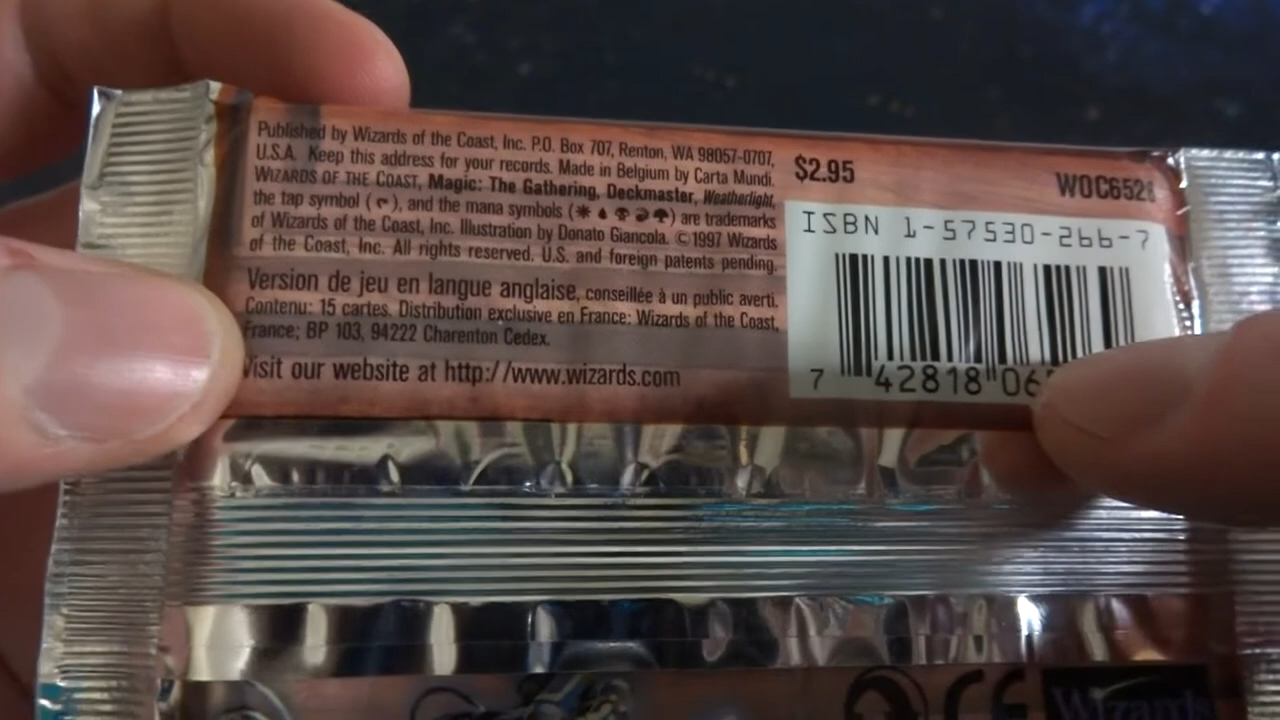 Published by Wizards of the Coast, Inc. P.O. Box 707, Renton, WA 98057-0707,
U.S.A. Keep this address for your records. Made in Belgium by Carta Mundi.
WIZARDS OF THE COAST, Magic: The Gathering, Deckmaster, Weatherlight,
the tap symbol ( ), and the mana symbols ( ) are trademarks
of Wizards of the Coast, Inc. Illustration by Donato Giancola. ©1997 Wizards
of the Coast, Inc. All rights reserved. U.S. and foreign patents pending.
Version de jeu en langue anglaise, conseillée à un public averti.
Contenu: 15 cartes. Distribution exclusive en France: Wizards of the Coast,
France; BP 103, 94222 Charenton Cedex.
Visit our website at http://www.wizards.com
$2.95
WOC6528
ISBN 1-57530-266-7
7 42818 06
CE
Wizards